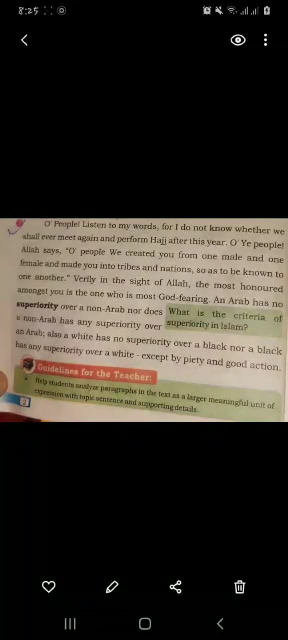 8:25
O' People! Listen to my words, for I do not know whether we
shall ever meet again and perform Hajj after this year. O' Ye people!
Allah says, "O' people We created you from one male and one
female and made you into tribes and nations, so as to be known to
one another." Verily in the sight of Allah, the most honoured
amongst you is the one who is most God-fearing. An Arab has no
superiority over a non-Arab nor does
a non-Arab has any superiority over
What is the criteria of
superiority in Islam?
an Arab; also a white has no superiority over a black nor a black
has any superiority over a white - except by piety and good action.
Guidelines for the Teacher:
• Help students analyze paragraphs in the text as a larger meaningful unit of
expression with topic sentence and supporting details.